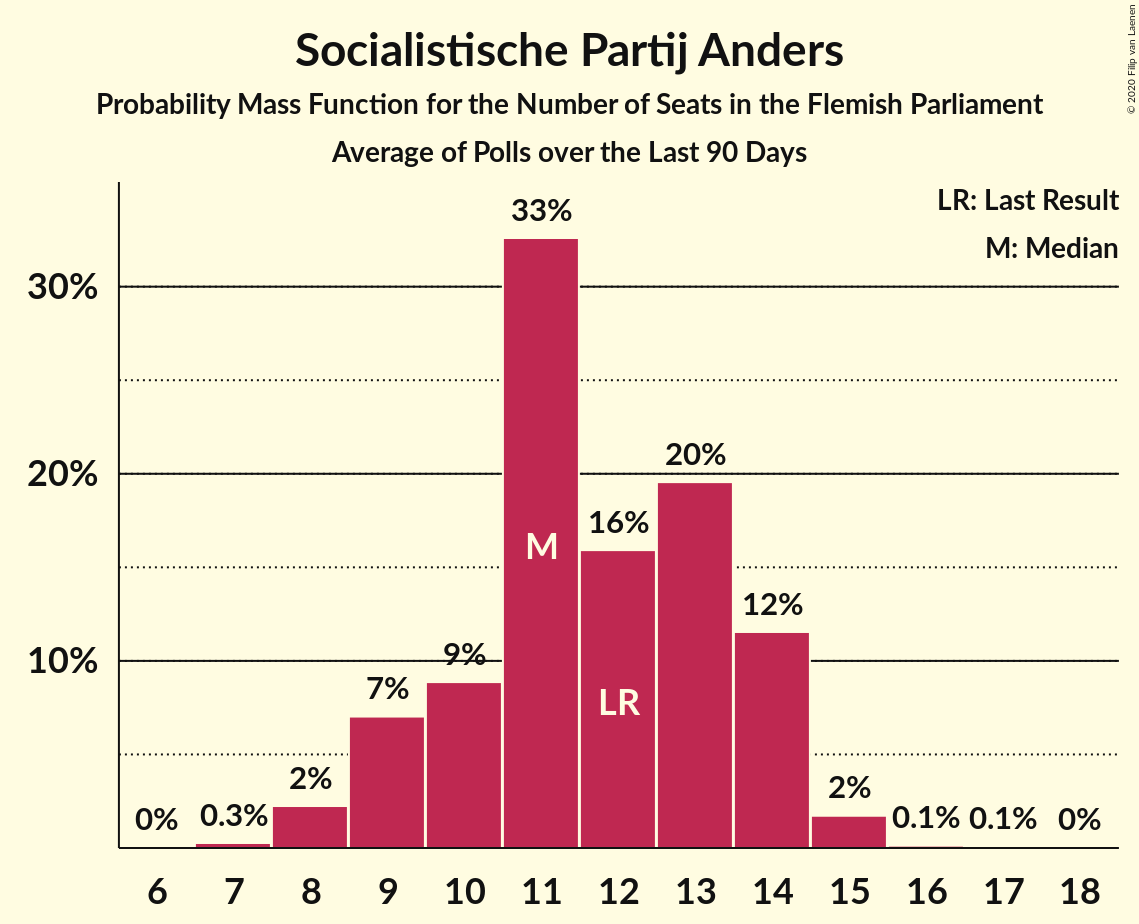 Socialistische Partij Anders
Probability Mass Function for the Number of Seats in the Flemish Parliament
Average of Polls over the Last 90 Days
© 2020 Filip van Laenen
LR: Last Result
M: Median
33%
30%
20%
20%
16%
M
12%
10%
9%
7%
LR
2%
2%
0%
0.3%
0.1%
0.1%
0%
6 7 8 9 10 11 12 13 14 15 16 17 18